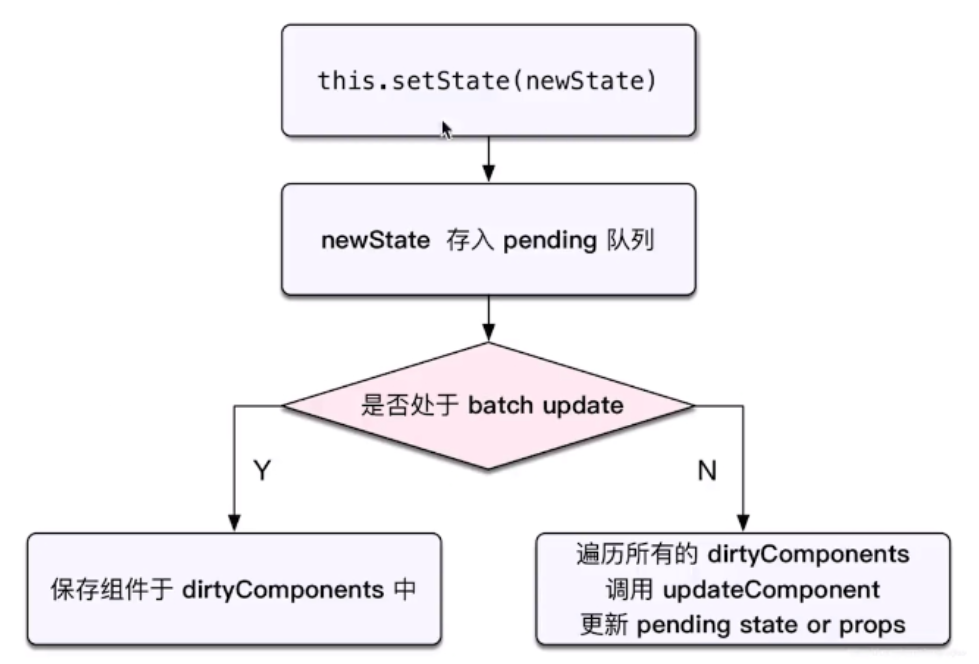 this.setState(newState)
newState 存入 pending 队列
是否处于 batch update
Y
N
保存组件于 dirtyComponents 中
遍历所有的 dirtyComponents
调用 updateComponent
更新 pending state or props